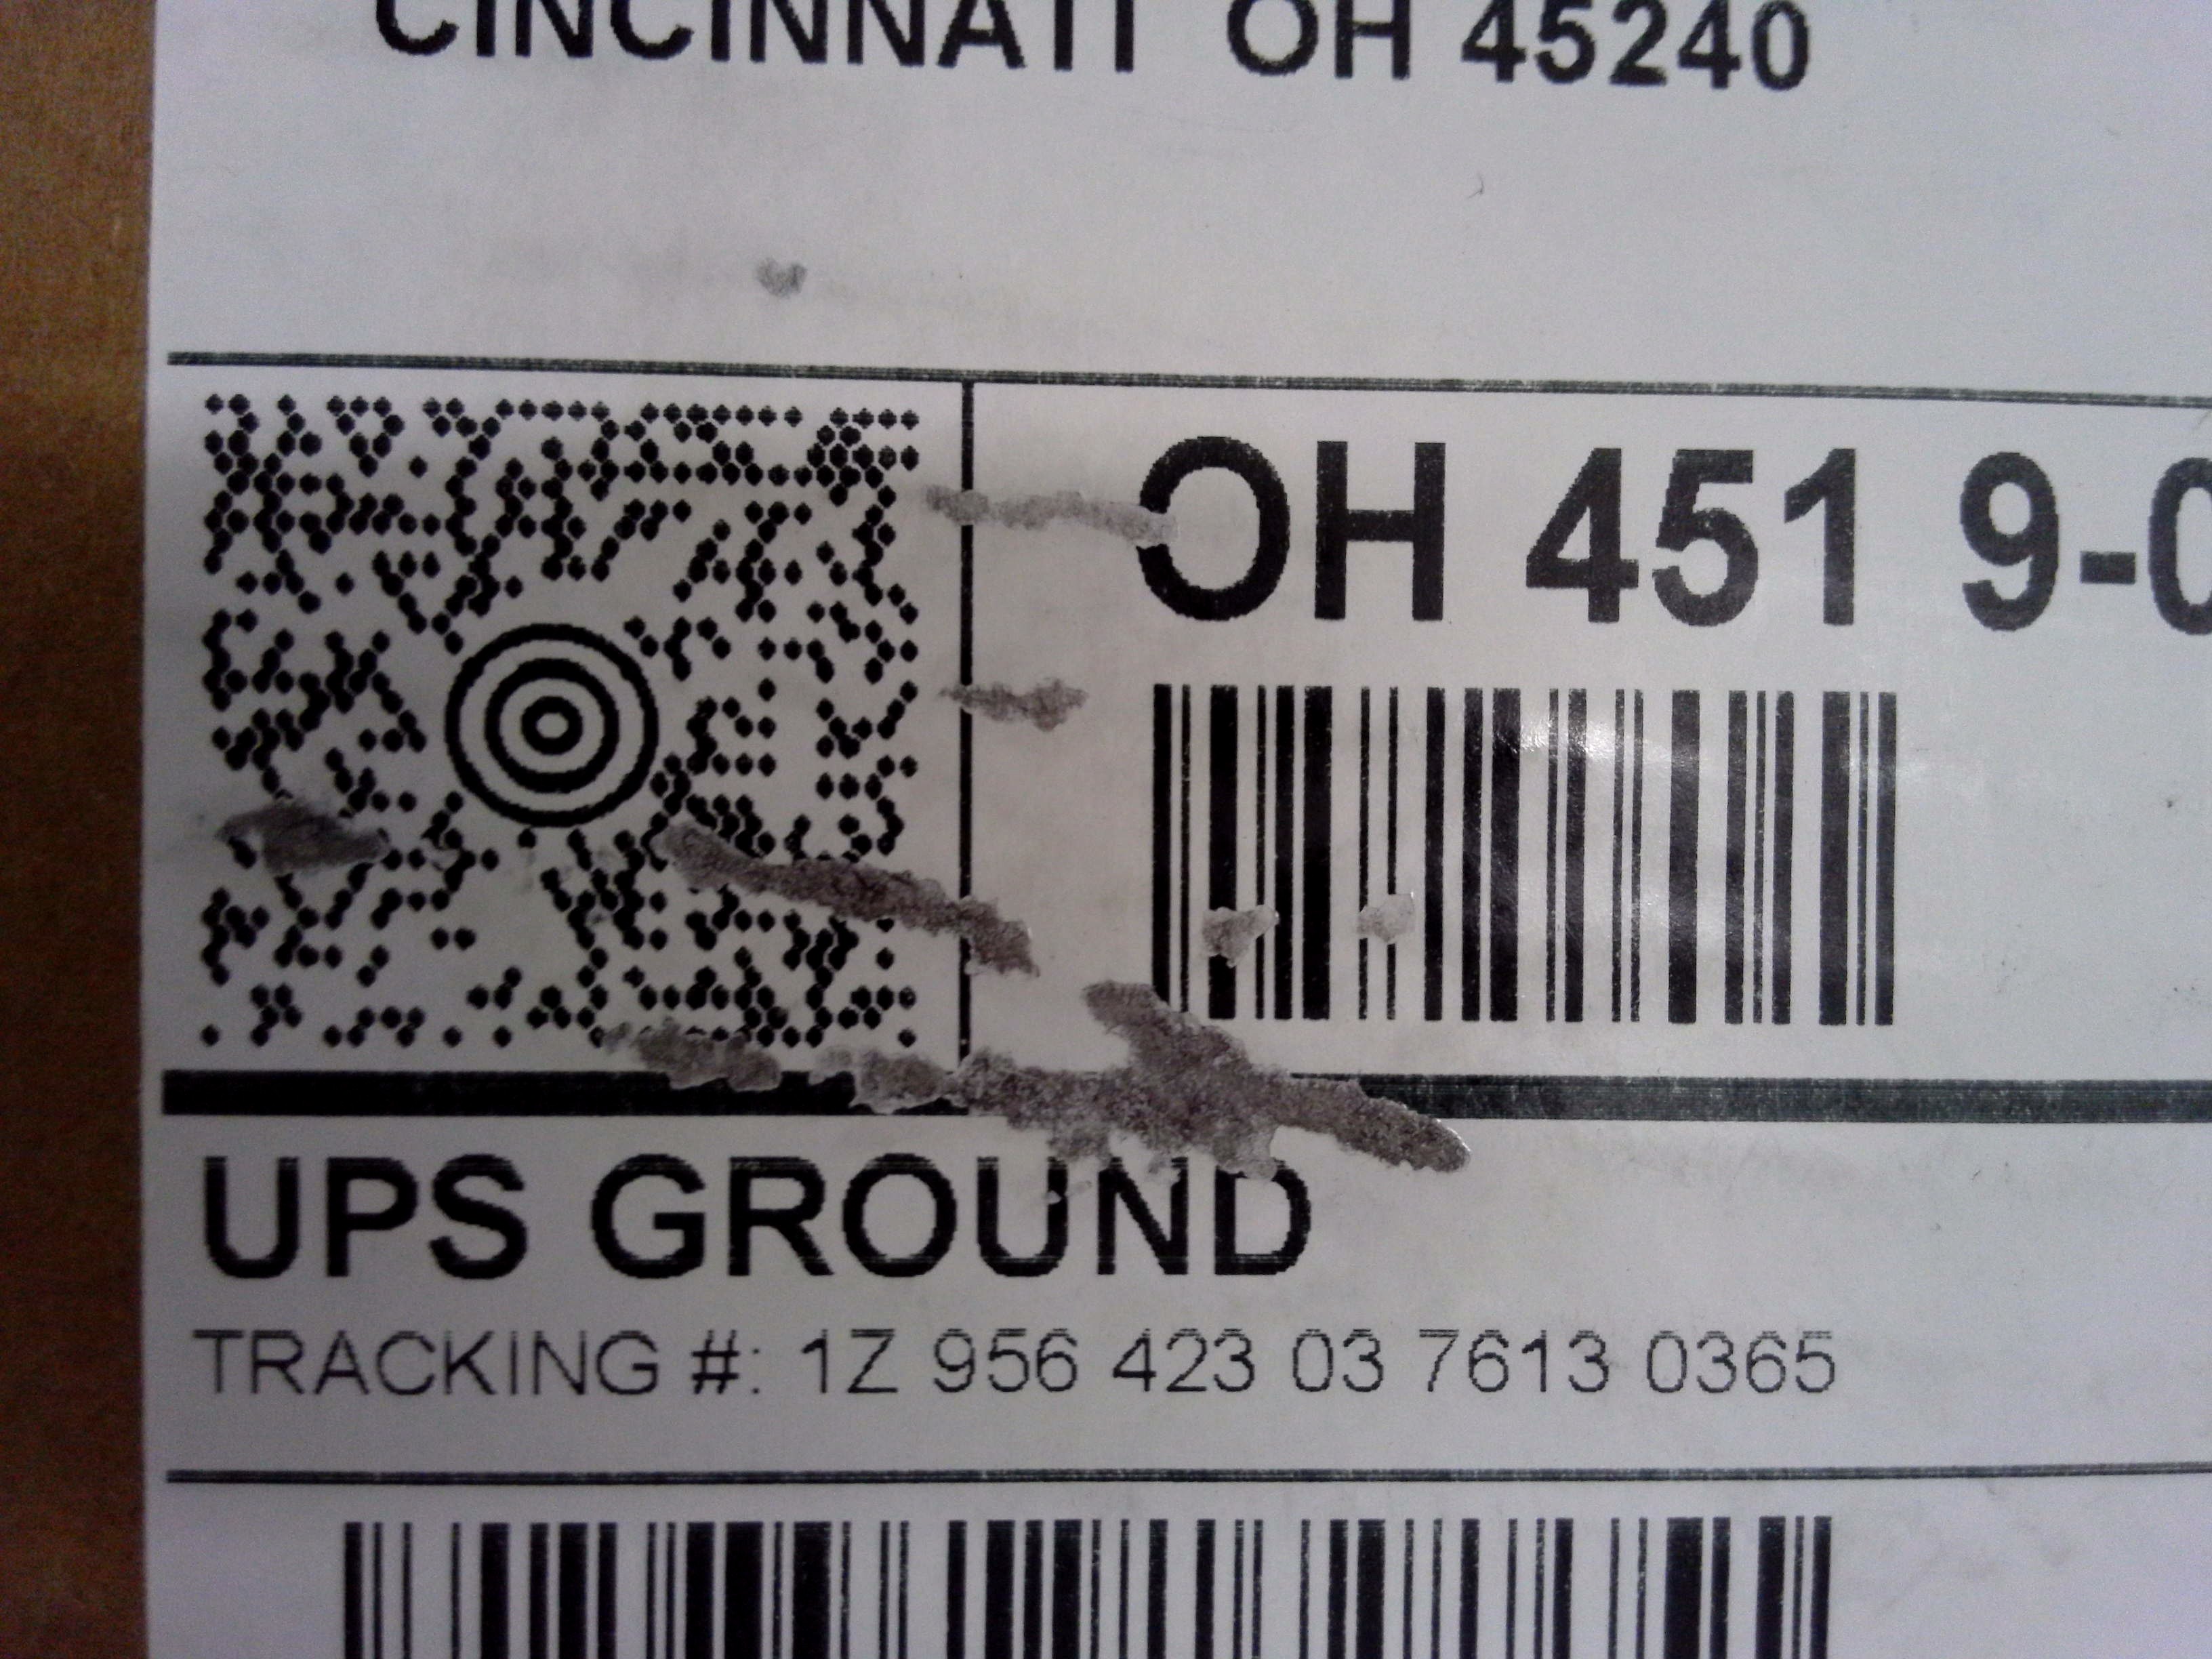 CINCINNATI OH 45240
OH 451 9-0
UPS GROUND
TRACKING #: 1Z 956 423 03 7613 0365